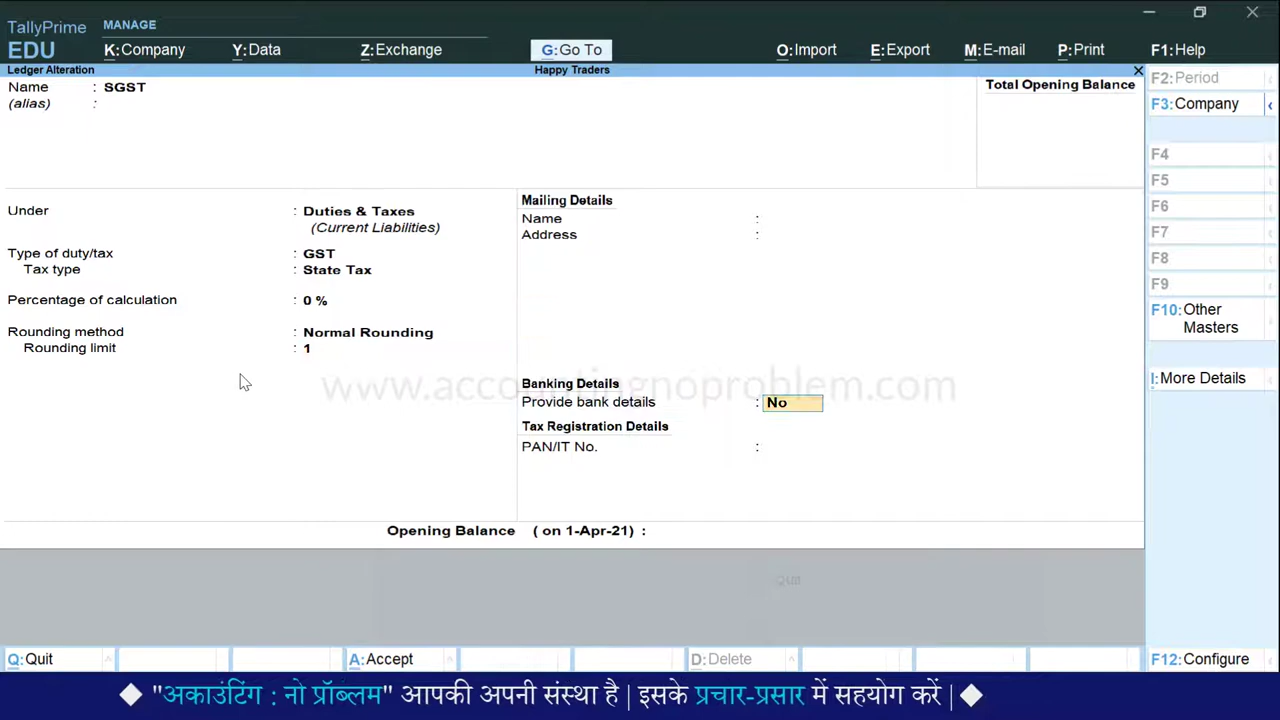 TallyPrime
EDU
MANAGE
K:Company
Y:Data
Z:Exchange
G:Go To
O:Import
E:Export
M:E-mail
P:Print
F1:Help
Ledger Alteration
Happy Traders
F2:Period
F3:Company
F4
F5
F6
F7
F8
F9
F10:Other
Masters
I:More Details
F12:Configure
Name : SGST
(alias) :
Total Opening Balance
Under : Duties & Taxes
(Current Liabilities)
Type of duty/tax : GST
Tax type : State Tax
Percentage of calculation : 0 %
Rounding method : Normal Rounding
Rounding limit : 1
Mailing Details
Name :
Address :
www.accountingnoproblem.com
Banking Details
Provide bank details : No
Tax Registration Details
PAN/IT No. :
Opening Balance ( on 1-Apr-21) :
Quit
Q:Quit
A:Accept
D:Delete
"अकाउंटिंग : नो प्रॉब्लम" आपकी अपनी संस्था है | इसके प्रचार-प्रसार में सहयोग करें |